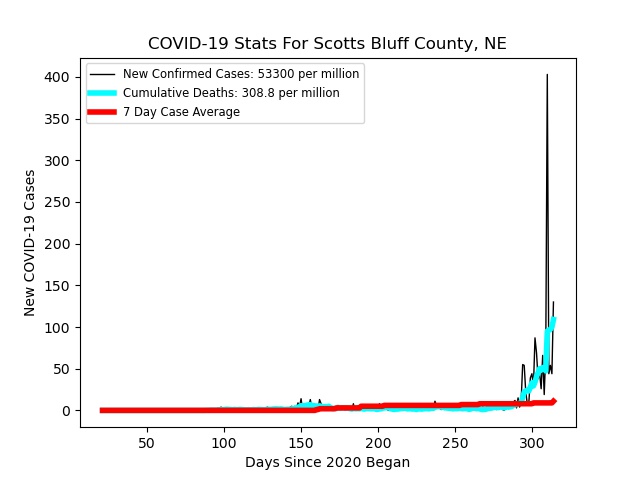 COVID-19 Stats For Scotts Bluff County, NE
New Confirmed Cases: 53300 per million
Cumulative Deaths: 308.8 per million
7 Day Case Average
New COVID-19 Cases
400
350
300
250
200
150
100
50
0
50 100 150 200 250 300
Days Since 2020 Began